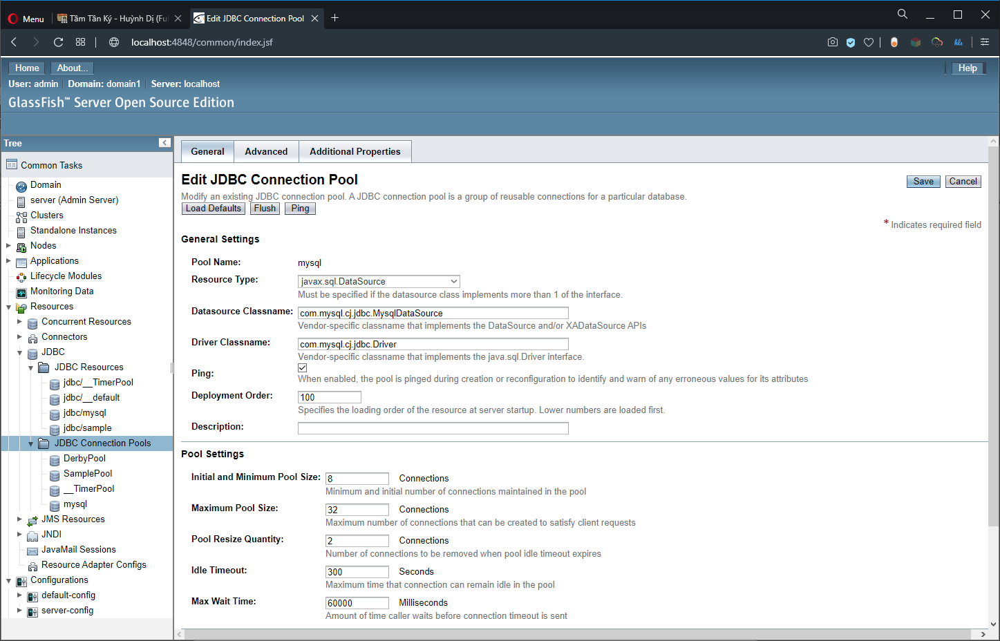 Menu
Tầm Tần Ký - Huỳnh Dị (Fu
Edit JDBC Connection Pool
localhost:4848/common/index.jsf
hls
Home
About...
Help
User: admin
Domain: domain1
Server: localhost
GlassFish™ Server Open Source Edition
Tree
Common Tasks
Domain
server (Admin Server)
Clusters
Standalone Instances
Nodes
Applications
Lifecycle Modules
Monitoring Data
Resources
Concurrent Resources
Connectors
JDBC
JDBC Resources
jdbc/__TimerPool
jdbc/__default
jdbc/mysql
jdbc/sample
JDBC Connection Pools
DerbyPool
SamplePool
__TimerPool
mysql
JMS Resources
JNDI
JavaMail Sessions
Resource Adapter Configs
Configurations
default-config
server-config
General
Advanced
Additional Properties
Edit JDBC Connection Pool
Save
Cancel
Modify an existing JDBC connection pool. A JDBC connection pool is a group of reusable connections for a particular database.
Load Defaults
Flush
Ping
* Indicates required field
General Settings
Pool Name:
mysql
Resource Type:
javax.sql.DataSource
Must be specified if the datasource class implements more than 1 of the interface.
Datasource Classname:
com.mysql.cj.jdbc.MysqlDataSource
Vendor-specific classname that implements the DataSource and/or XADataSource APIs
Driver Classname:
com.mysql.cj.jdbc.Driver
Vendor-specific classname that implements the java.sql.Driver interface.
Ping:
When enabled, the pool is pinged during creation or reconfiguration to identify and warn of any erroneous values for its attributes
Deployment Order:
100
Specifies the loading order of the resource at server startup. Lower numbers are loaded first.
Description:
Pool Settings
Initial and Minimum Pool Size:
8
Connections
Minimum and initial number of connections maintained in the pool
Maximum Pool Size:
32
Connections
Maximum number of connections that can be created to satisfy client requests
Pool Resize Quantity:
2
Connections
Number of connections to be removed when pool idle timeout expires
Idle Timeout:
300
Seconds
Maximum time that connection can remain idle in the pool
Max Wait Time:
60000
Milliseconds
Amount of time caller waits before connection timeout is sent